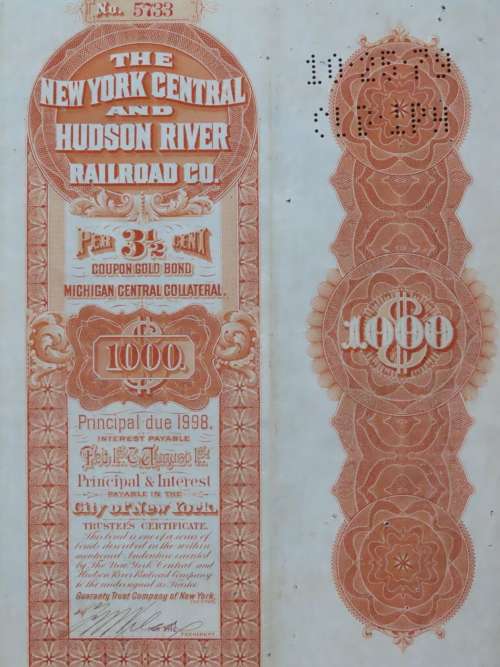 No. 5733
THE
NEW YORK CENTRAL
AND
HUDSON RIVER
RAILROAD CO.
PER 3½ CENT
COUPON GOLD BOND
MICHIGAN CENTRAL COLLATERAL.
$
1000.
Principal due 1998,
INTEREST PAYABLE
Feb. 1st & August 1st
Principal & Interest
PAYABLE IN THE
City of New York.
TRUSTEE'S CERTIFICATE.
This bond is one of a series of
bonds described in the within
mentioned Indenture executed
by The New York Central and
Hudson River Railroad Company
to the undersigned as Trustee.
Guaranty Trust Company of New York,
TRUSTEE,
PRESIDENT
$
1000